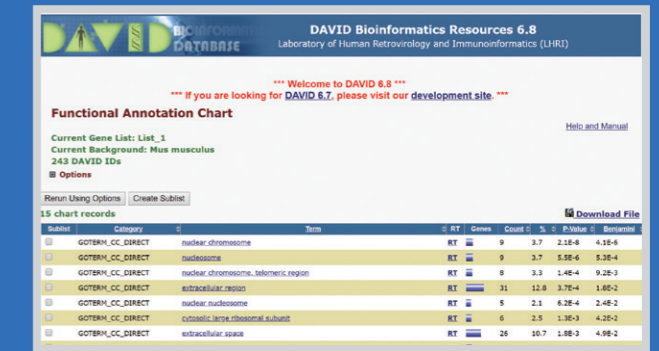 DAVID BIOINFORMATICS DATABASE
DAVID Bioinformatics Resources 6.8
Laboratory of Human Retrovirology and Immunoinformatics (LHRI)
*** Welcome to DAVID 6.8 ***
*** If you are looking for DAVID 6.7, please visit our development site. ***
Functional Annotation Chart
Help and Manual
Current Gene List: List_1
Current Background: Mus musculus
243 DAVID IDs
Options
Rerun Using Options Create Sublist
15 chart records Download File
Sublist Category Term RT Genes Count % P-Value Benjamini
GOTERM_CC_DIRECT nuclear chromosome RT 9 3.7 2.1E-8 4.1E-6
GOTERM_CC_DIRECT nucleosome RT 9 3.7 5.5E-6 5.3E-4
GOTERM_CC_DIRECT nuclear chromosome, telomeric region RT 8 3.3 1.4E-4 9.2E-3
GOTERM_CC_DIRECT extracellular region RT 31 12.8 3.7E-4 1.8E-2
GOTERM_CC_DIRECT nuclear nucleosome RT 5 2.1 6.2E-4 2.4E-2
GOTERM_CC_DIRECT cytosolic large ribosomal subunit RT 6 2.5 1.3E-3 4.2E-2
GOTERM_CC_DIRECT extracellular space RT 26 10.7 1.8E-3 4.9E-2